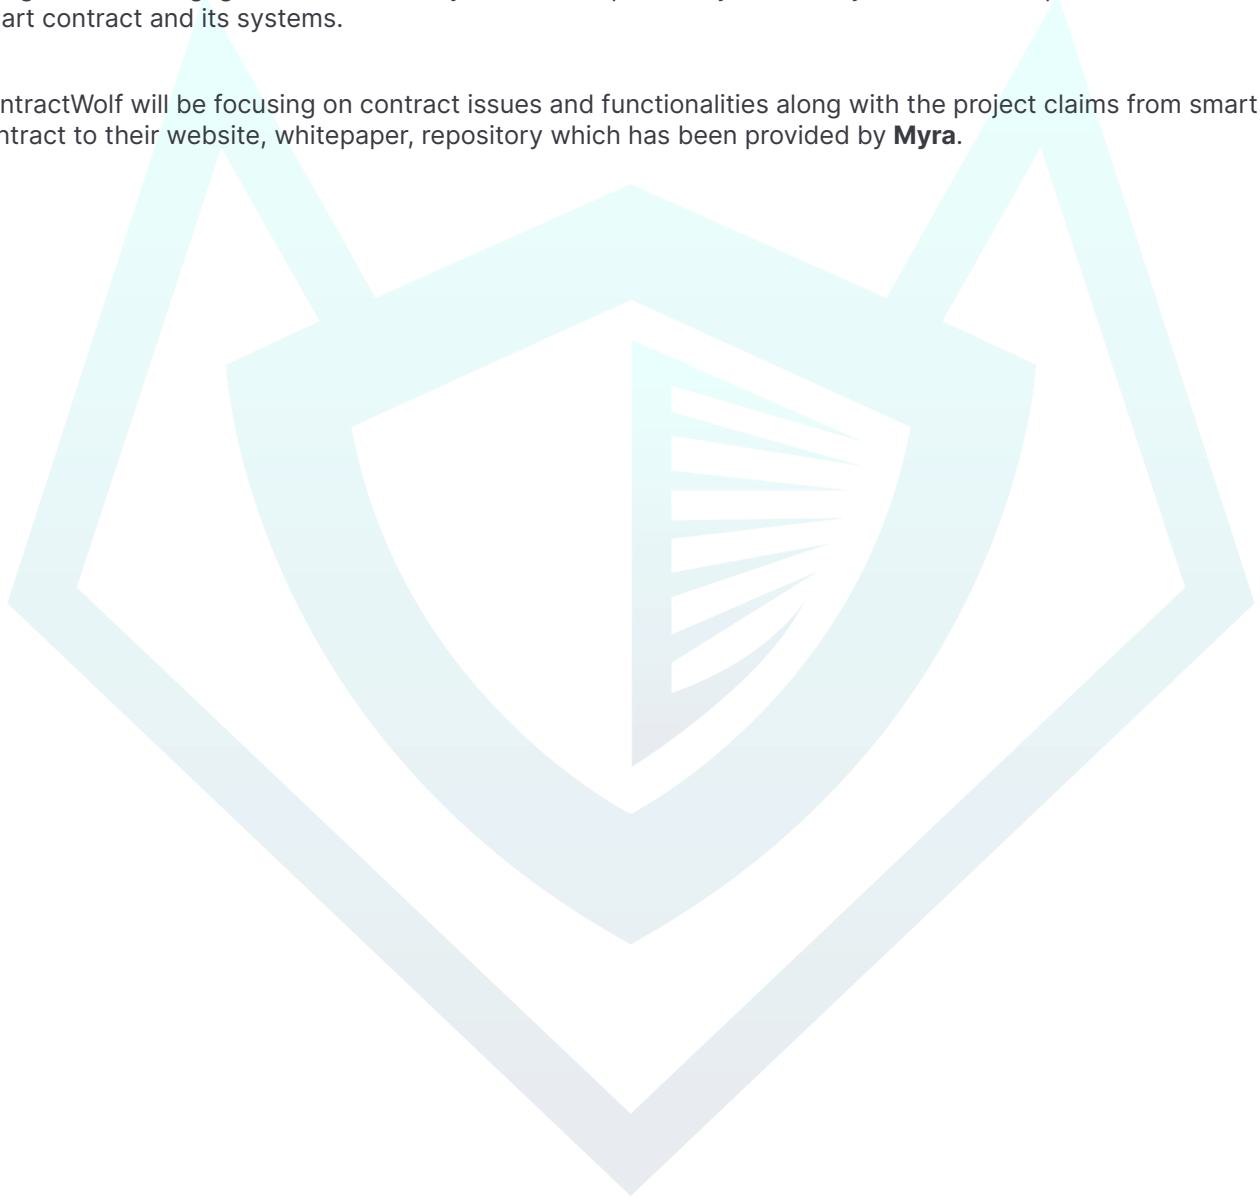 art contract and its systems.
ntractWolf will be focusing on contract issues and functionalities along with the project claims from smart
ntract to their website, whitepaper, repository which has been provided by Myra.